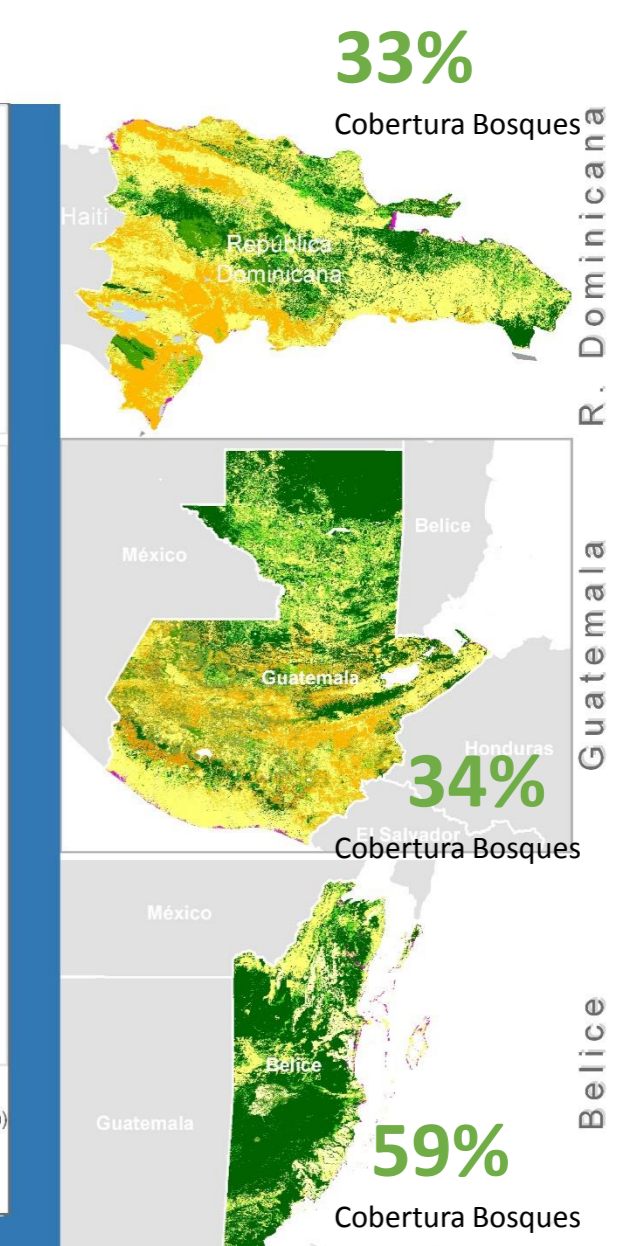 33%
Cobertura Bosques
R. Dominicana
Haití
República
Dominicana
México
Belice
Guatemala
Honduras
El Salvador
Guatemala
34%
Cobertura Bosques
México
Belice
Guatemala
Belice
59%
Cobertura Bosques
)